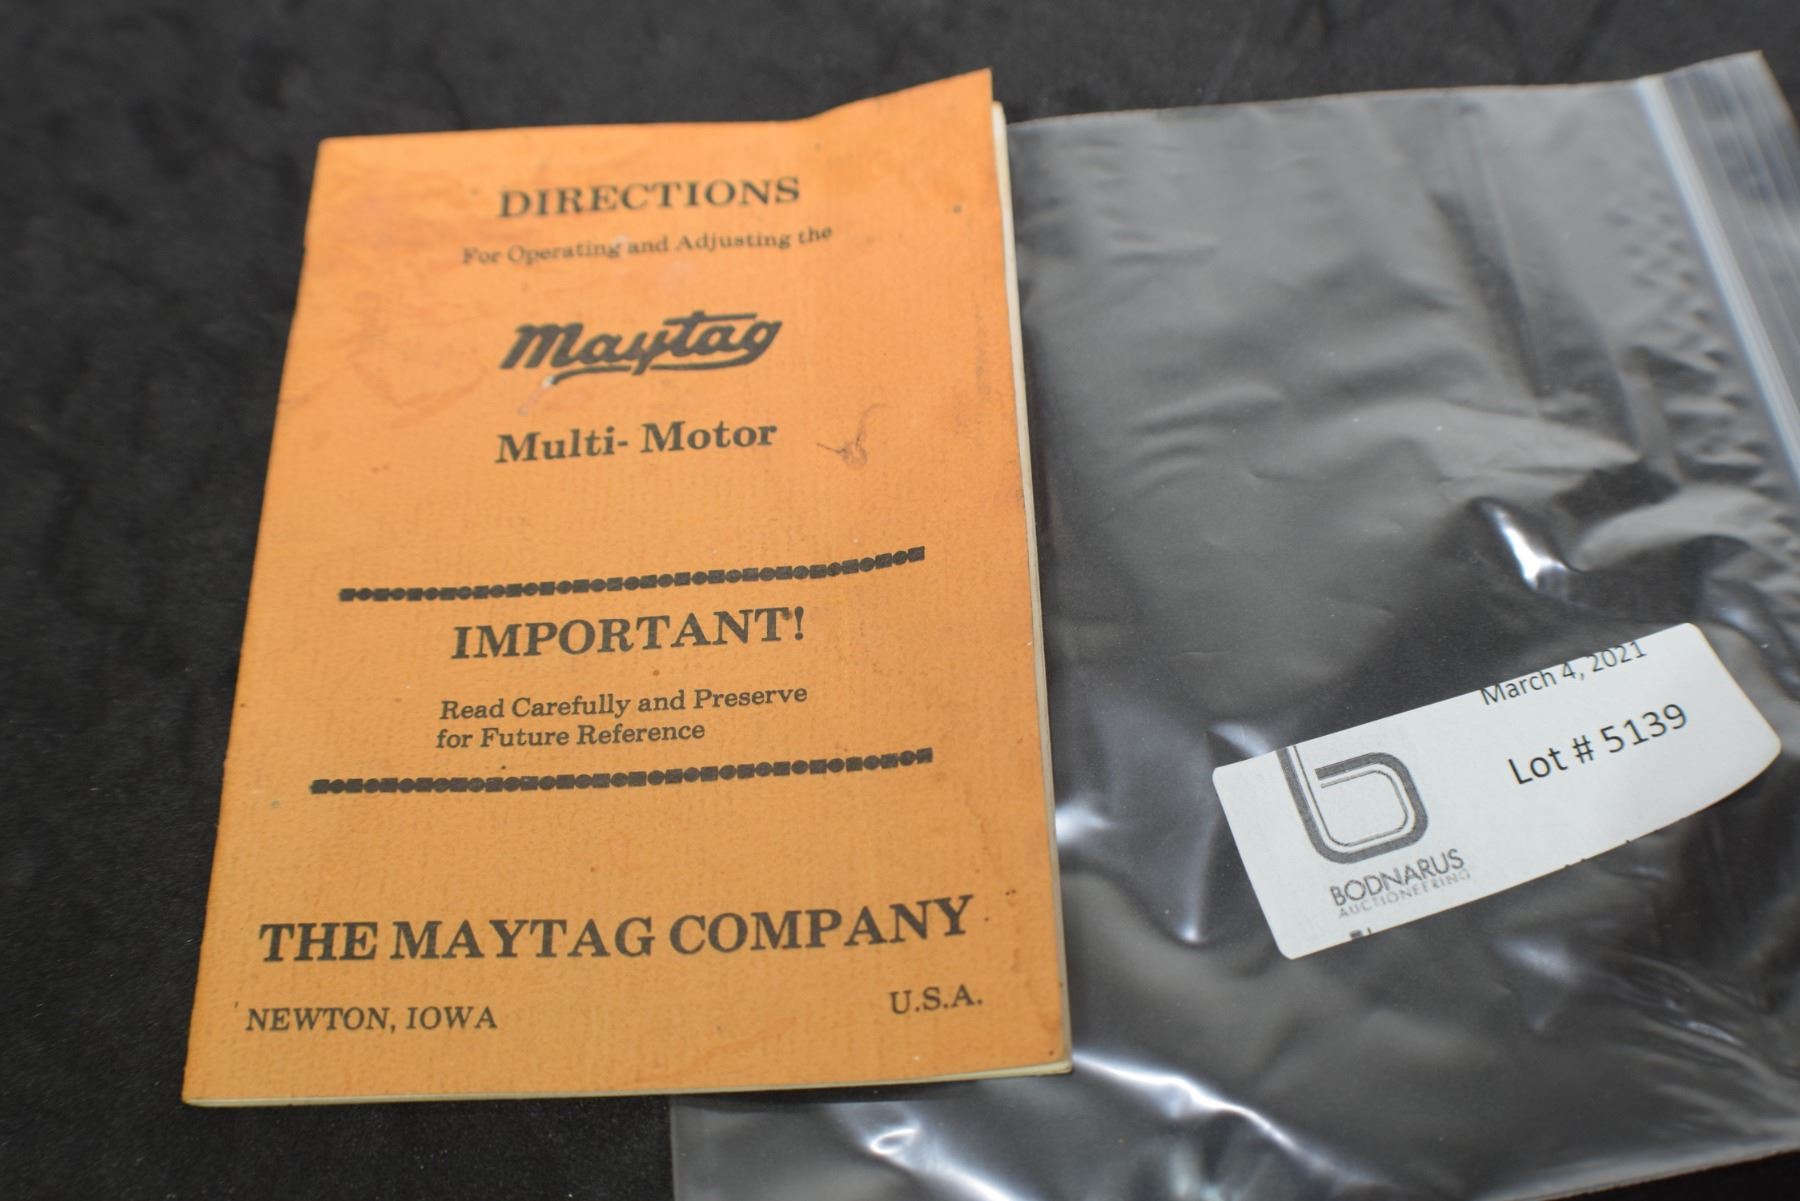 DIRECTIONS
For Operating and Adjusting the
Maytag
Multi- Motor
IMPORTANT!
Read Carefully and Preserve
for Future Reference
THE MAYTAG COMPANY
NEWTON, IOWA
U.S.A.
March 4, 2021
Lot # 5139
BODNARUS
AUCTIONEERING